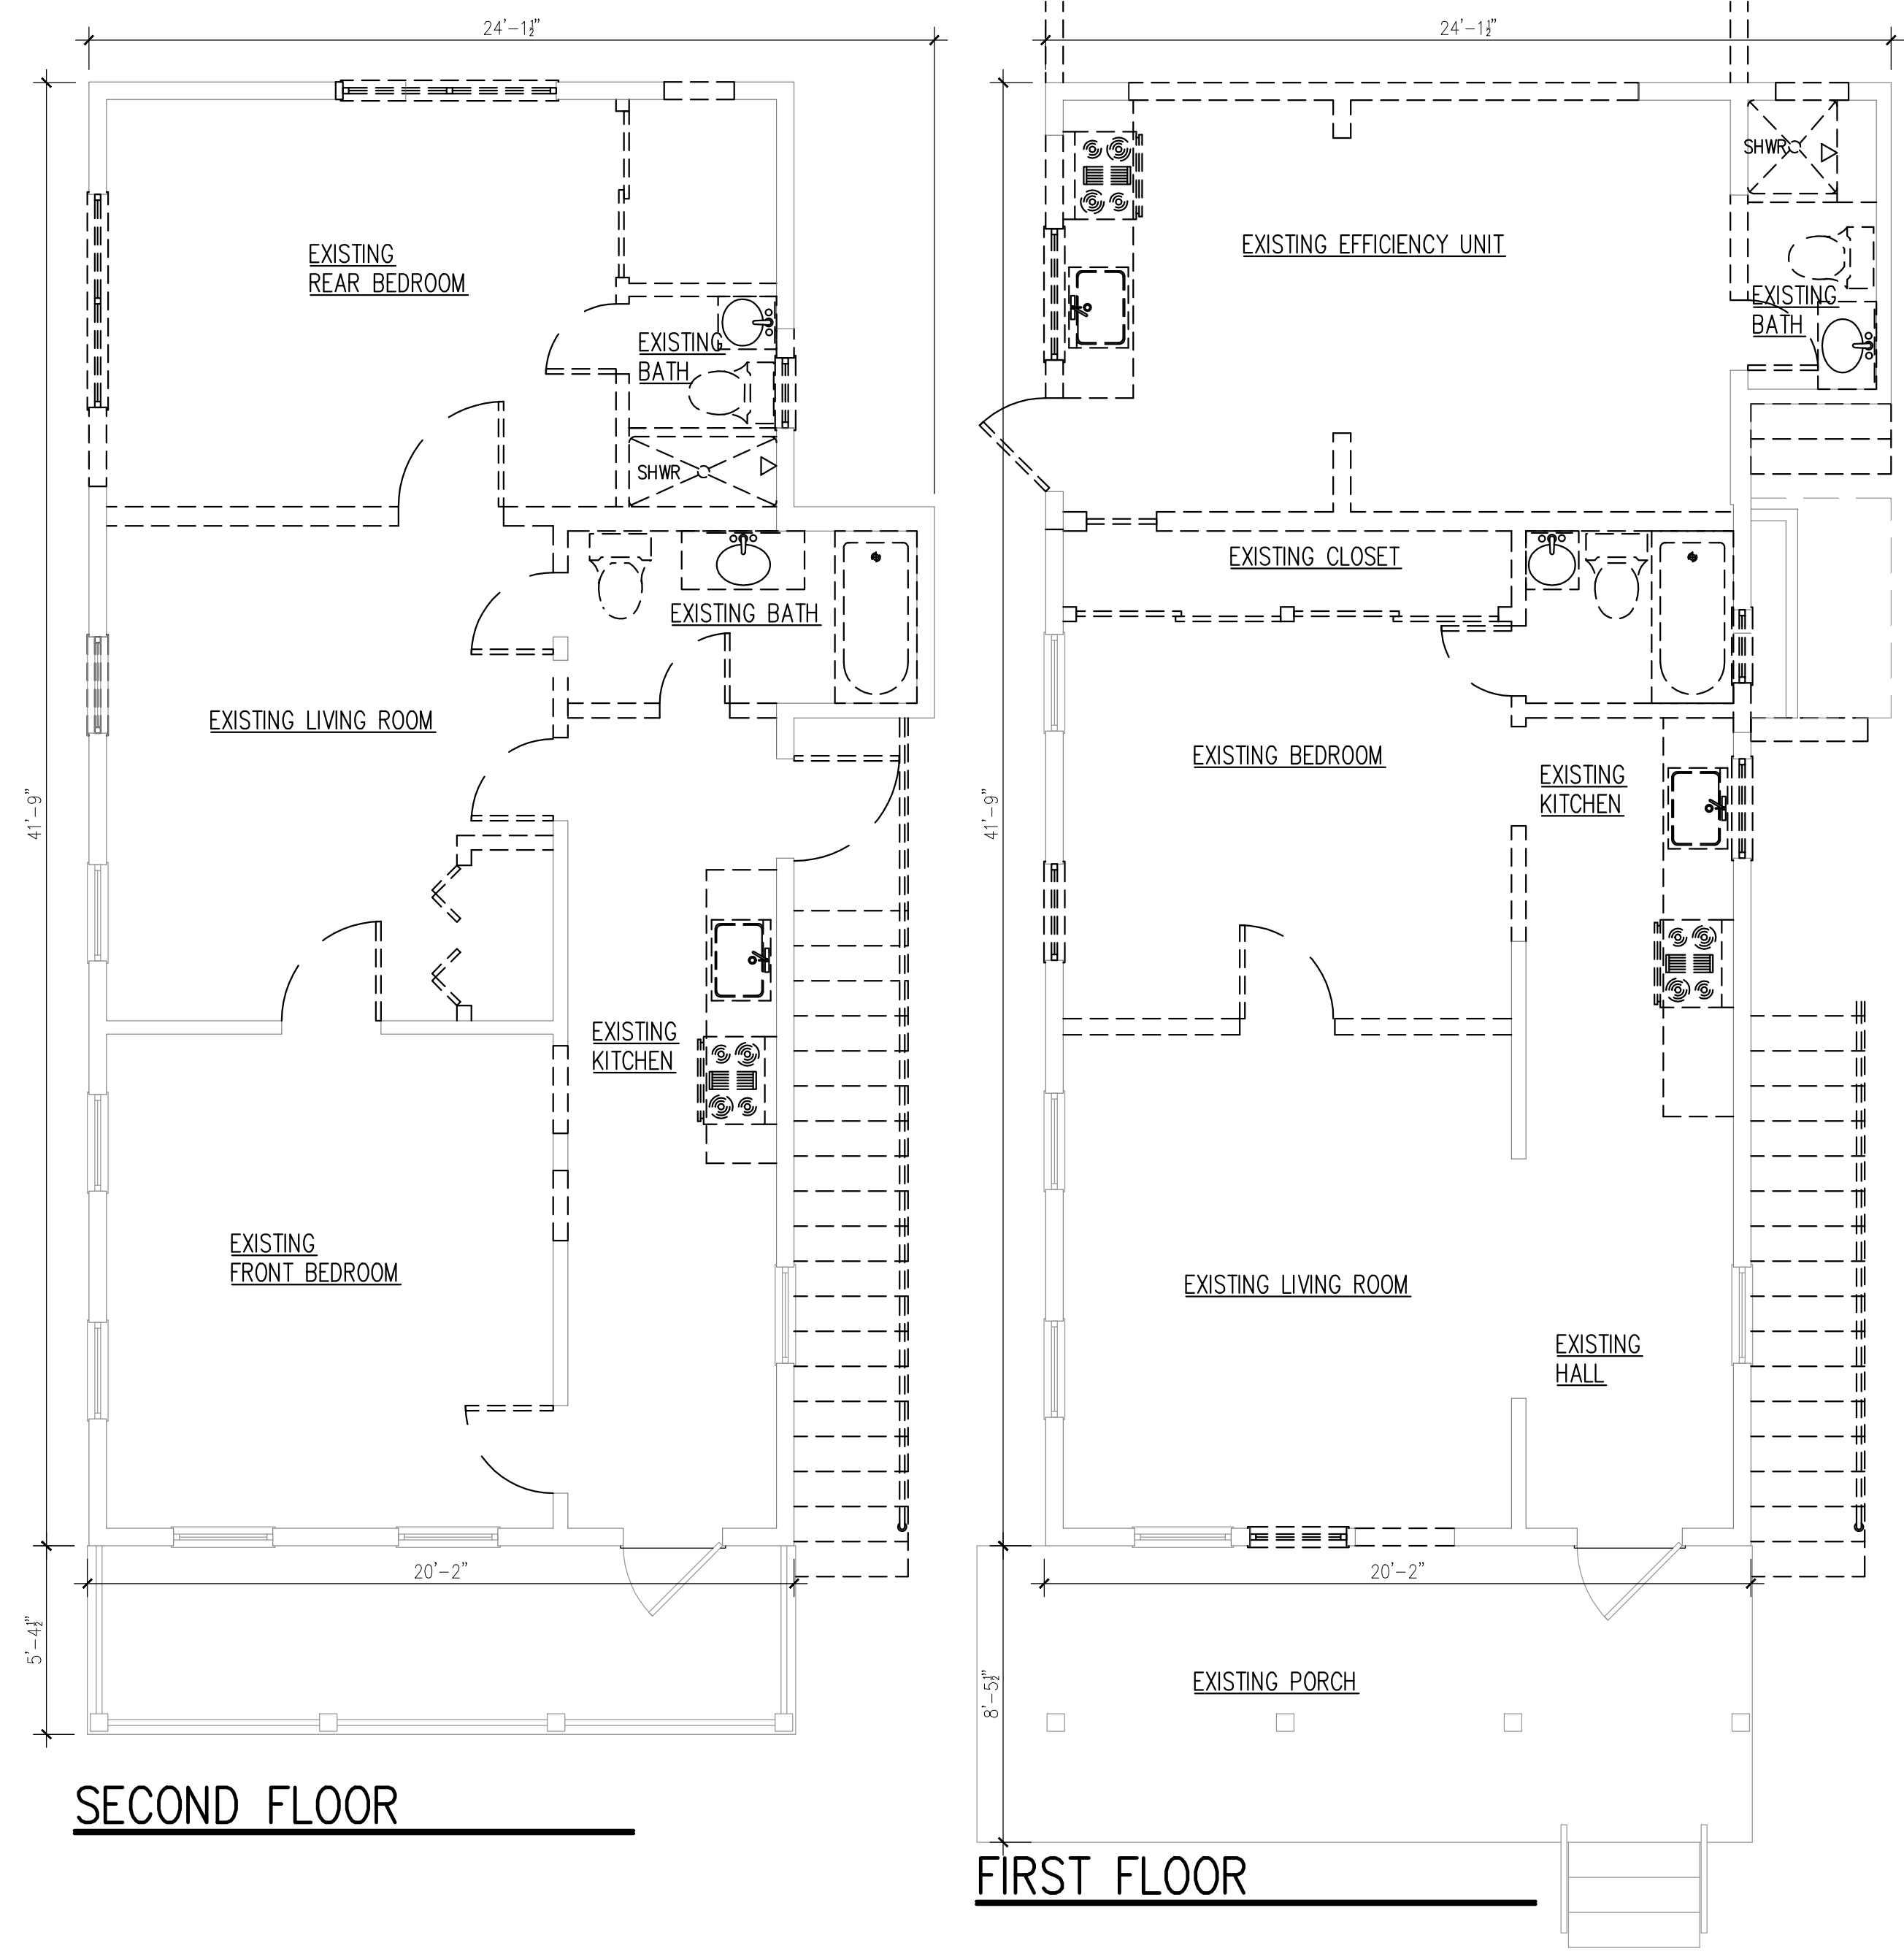 24'-1½"
EXISTING
REAR BEDROOM
EXISTING
BATH
SHWR
EXISTING BATH
EXISTING LIVING ROOM
41'-9"
EXISTING
KITCHEN
EXISTING
FRONT BEDROOM
20'-2"
5'-4½"
SECOND FLOOR
24'-1½"
SHWR
EXISTING EFFICIENCY UNIT
EXISTING
BATH
EXISTING CLOSET
EXISTING BEDROOM
EXISTING
KITCHEN
41'-9"
EXISTING LIVING ROOM
EXISTING
HALL
20'-2"
8'-5½"
EXISTING PORCH
FIRST FLOOR